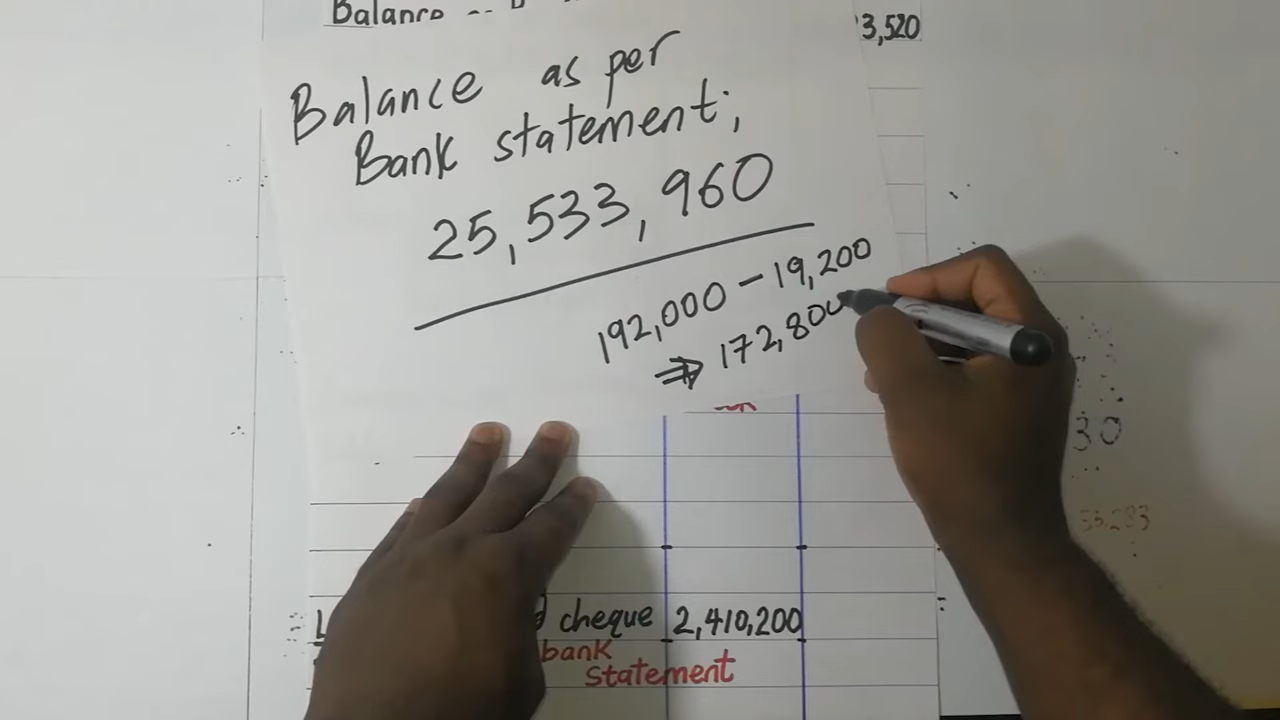 Balance
3,520
Balance as per
Bank statement;
25,533,960
192,000 - 19,200
⇒ 172,800
30
cheque 2,410,200
bank
statement